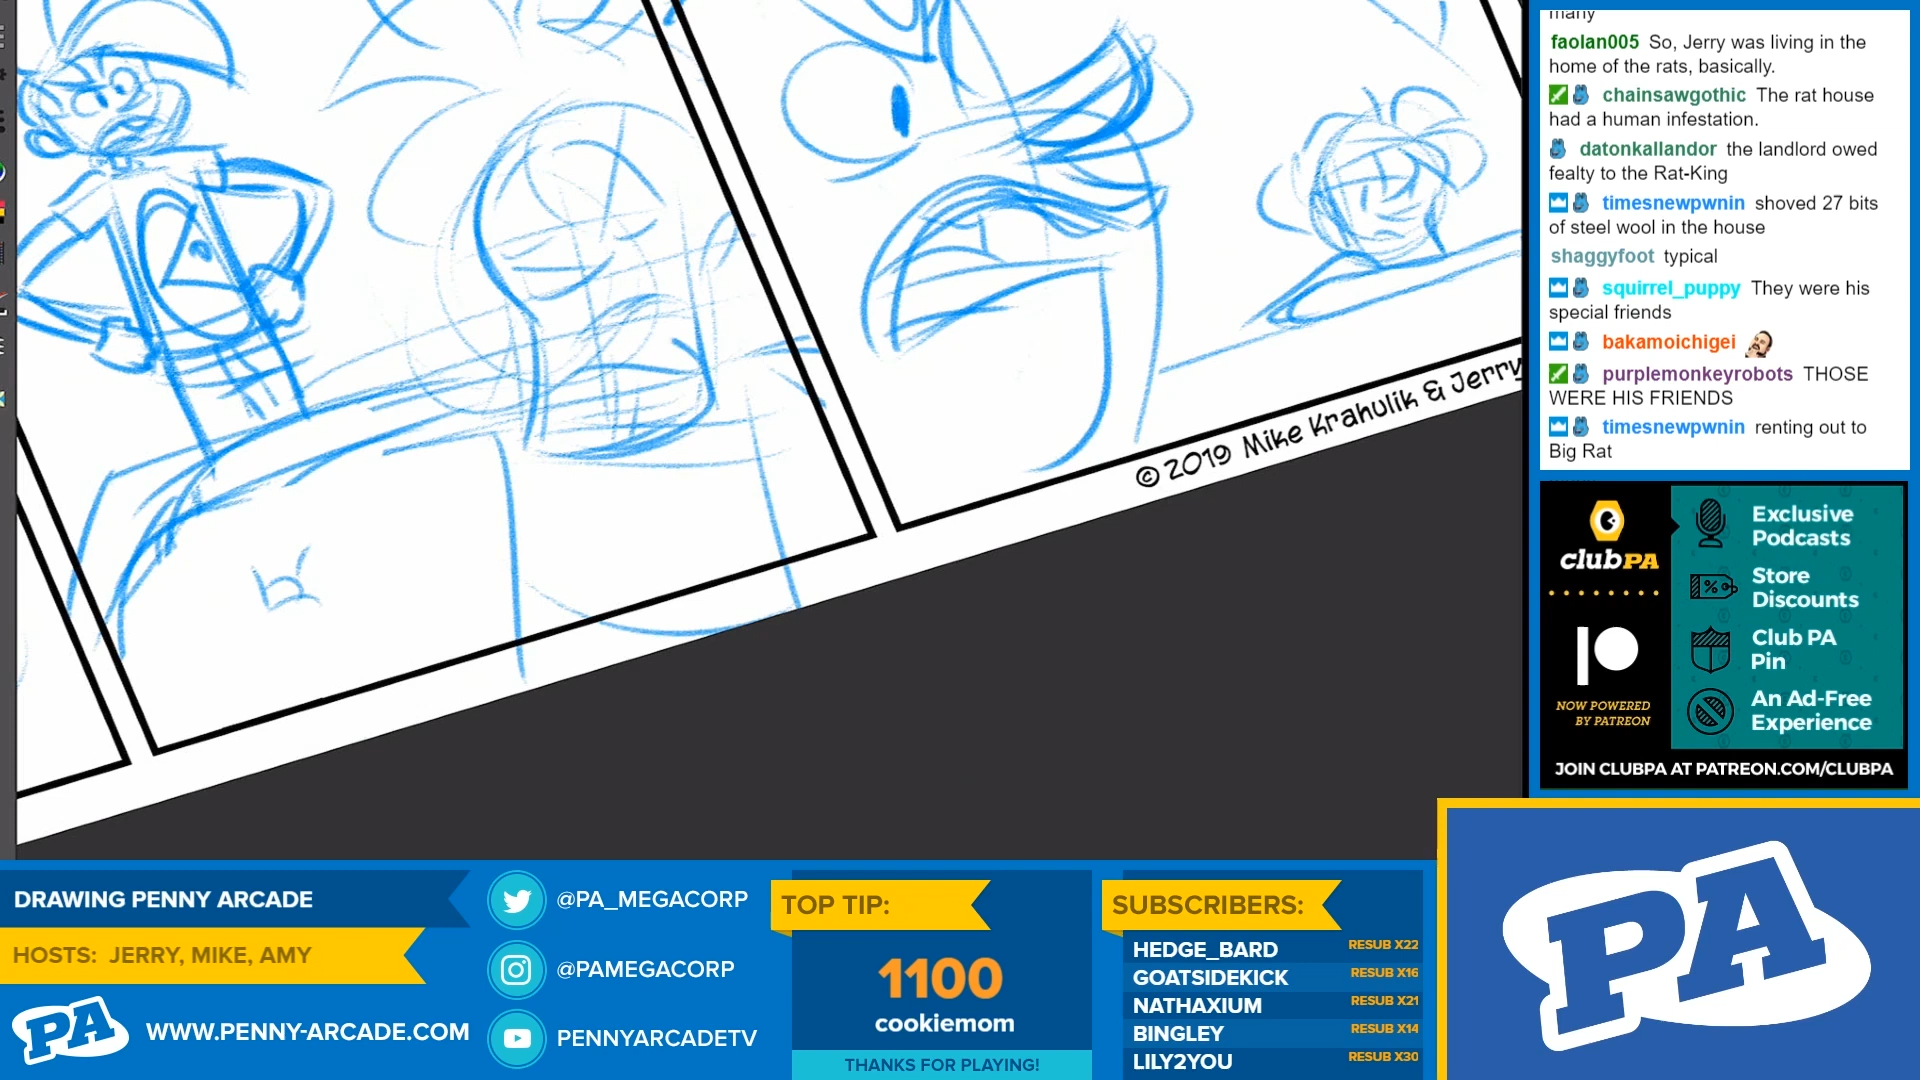 many
faolan005 So, Jerry was living in the
home of the rats, basically.
chainsawgothic The rat house
had a human infestation.
datonkallandor the landlord owed
fealty to the Rat-King
timesnewpwnin shoved 27 bits
of steel wool in the house
shaggyfoot typical
squirrel_puppy They were his
special friends
bakamoichigei
purplemonkeyrobots THOSE
WERE HIS FRIENDS
timesnewpwnin renting out to
Big Rat
© 2019 Mike Krahulik & Jerry
clubPA
NOW POWERED
BY PATREON
Exclusive
Podcasts
Store
Discounts
Club PA
Pin
An Ad-Free
Experience
JOIN CLUBPA AT PATREON.COM/CLUBPA
DRAWING PENNY ARCADE
HOSTS: JERRY, MIKE, AMY
PA
WWW.PENNY-ARCADE.COM
@PA_MEGACORP
@PAMEGACORP
PENNYARCADETV
TOP TIP:
1100
cookiemom
THANKS FOR PLAYING!
SUBSCRIBERS:
HEDGE_BARD RESUB X22
GOATSIDEKICK RESUB X16
NATHAXIUM RESUB X21
BINGLEY RESUB X14
LILY2YOU RESUB X30
PA